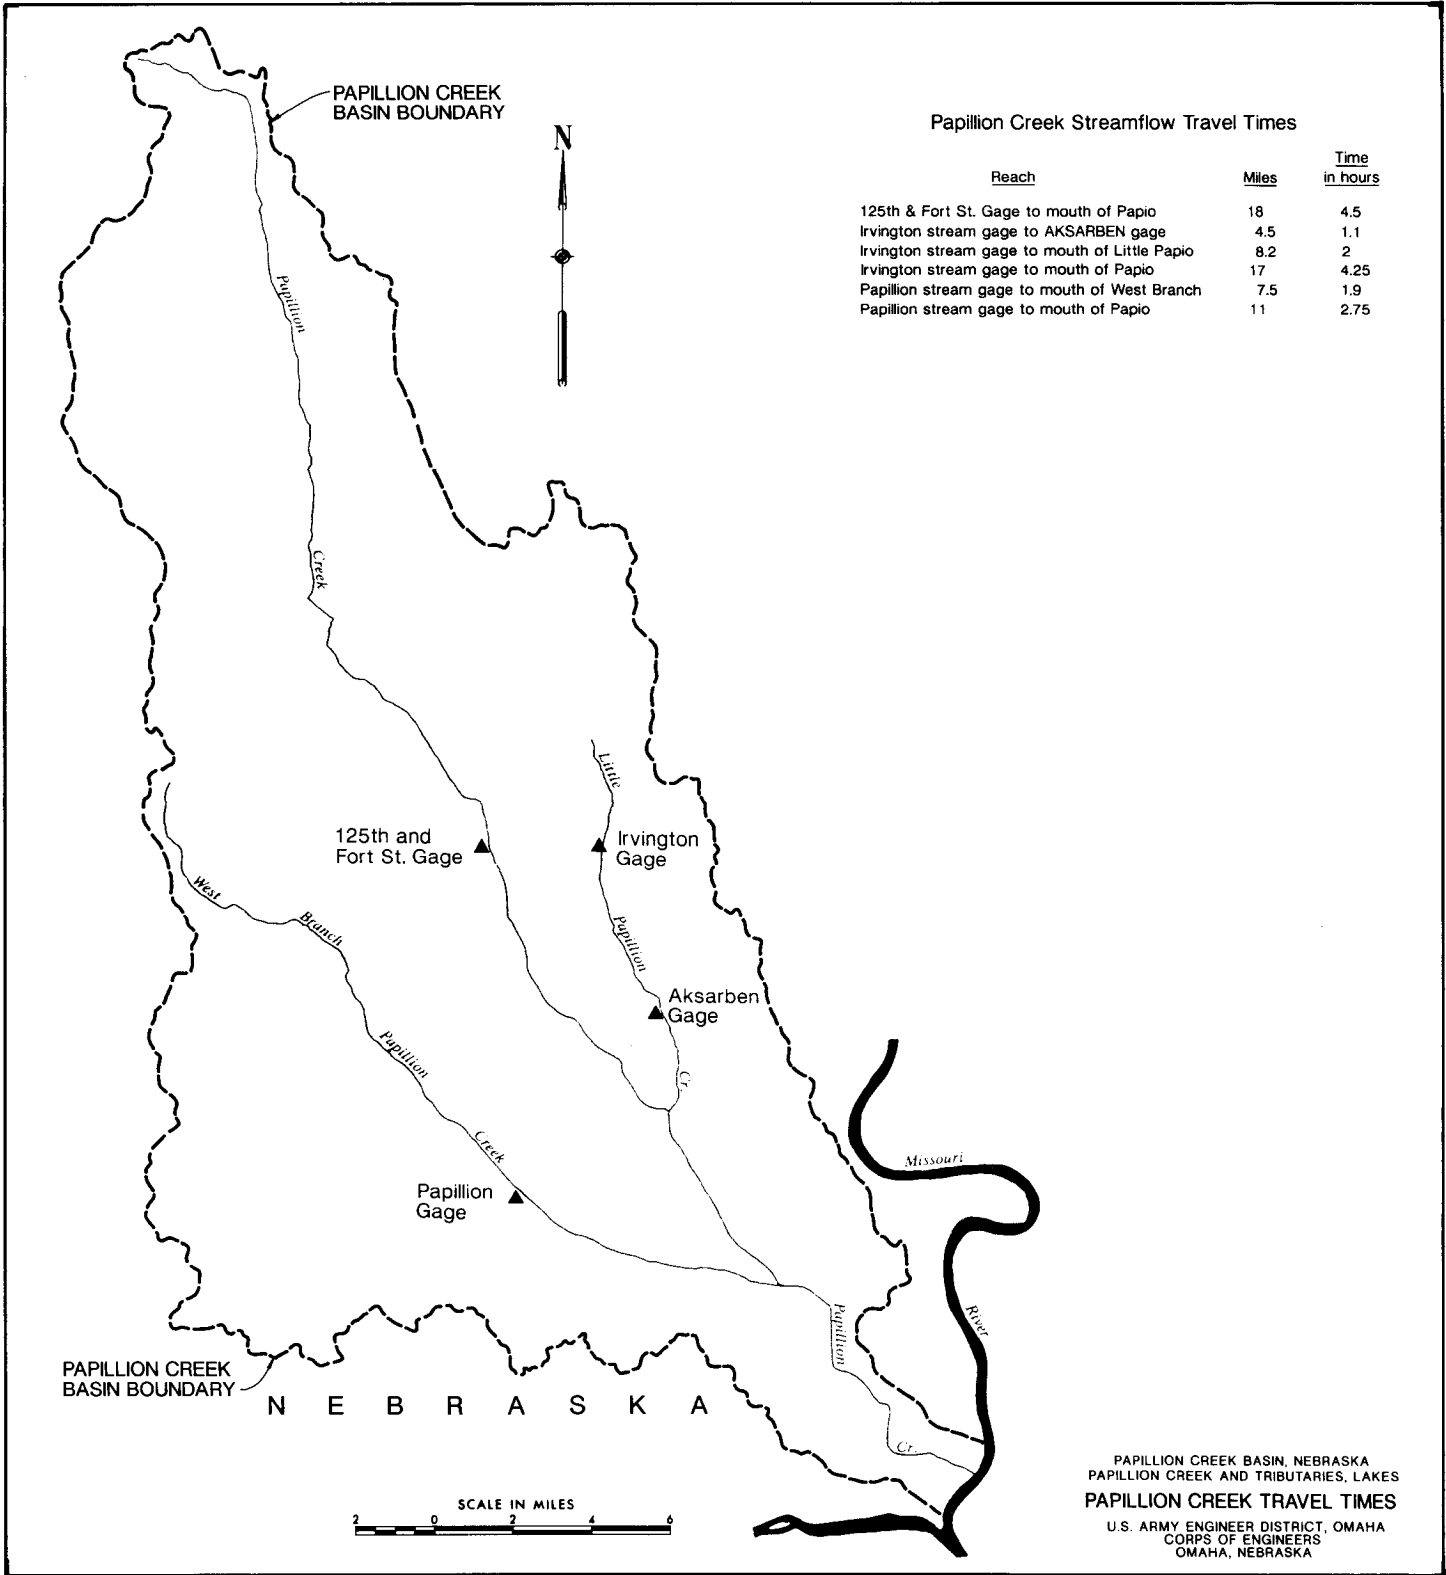 PAPILLION CREEK
BASIN BOUNDARY
N
Papillion Creek Streamflow Travel Times
Reach Miles Time in hours
125th & Fort St. Gage to mouth of Papio 18 4.5
Irvington stream gage to AKSARBEN gage 4.5 1.1
Irvington stream gage to mouth of Little Papio 8.2 2
Irvington stream gage to mouth of Papio 17 4.25
Papillion stream gage to mouth of West Branch 7.5 1.9
Papillion stream gage to mouth of Papio 11 2.75
Papillion
Creek
Little
125th and
Fort St. Gage
Irvington
Gage
West
Branch
Papillion
Aksarben
Gage
Papillion
Cr.
Creek
Missouri
Papillion
Gage
River
Papillion
PAPILLION CREEK
BASIN BOUNDARY
NEBRASKA
Cr.
SCALE IN MILES
2 0 2 4 6
PAPILLION CREEK BASIN, NEBRASKA
PAPILLION CREEK AND TRIBUTARIES, LAKES
PAPILLION CREEK TRAVEL TIMES
U.S. ARMY ENGINEER DISTRICT, OMAHA
CORPS OF ENGINEERS
OMAHA, NEBRASKA